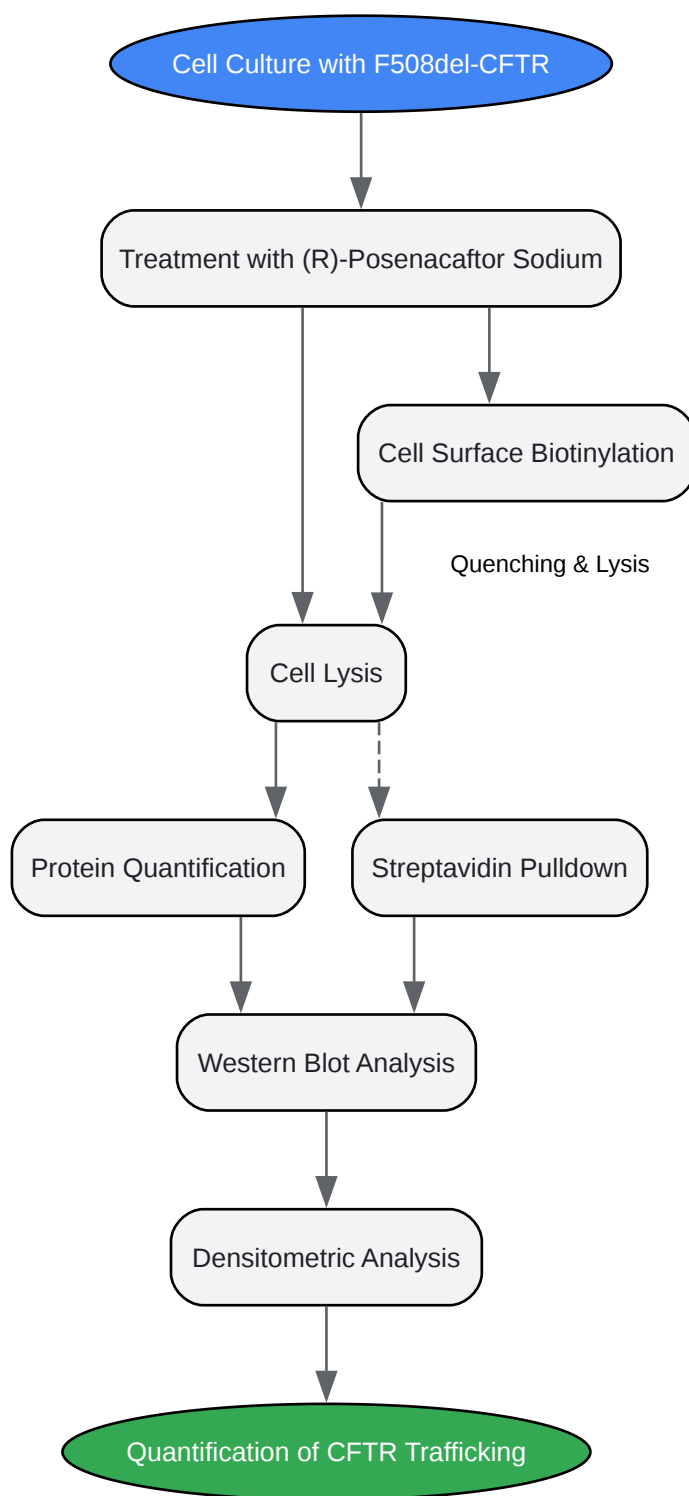 Cell Culture with F508del-CFTR
Treatment with (R)-Posenacaftor Sodium
Cell Surface Biotinylation
Quenching & Lysis
Cell Lysis
Protein Quantification
Streptavidin Pulldown
Western Blot Analysis
Densitometric Analysis
Quantification of CFTR Trafficking